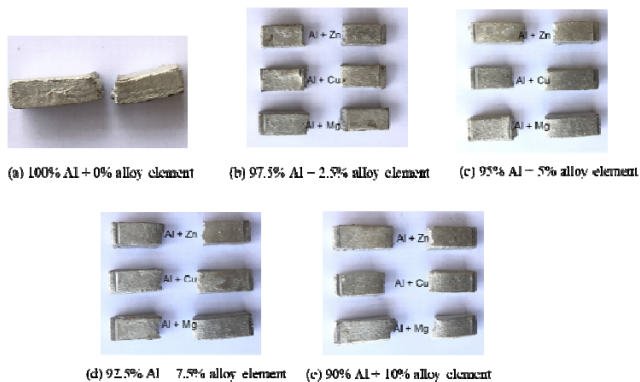 Al + Zn
Al + Cu
Al + Mg
Al + Zn
Al + Cu
Al + Mg
(a) 100% Al + 0% alloy element
(b) 97.5% Al – 2.5% alloy element
(c) 95% Al – 5% alloy element
Al + Zn
Al + Cu
Al + Mg
Al + Zn
Al + Cu
Al + Mg
(d) 92.5% Al 7.5% alloy element
(e) 90% Al + 10% alloy element